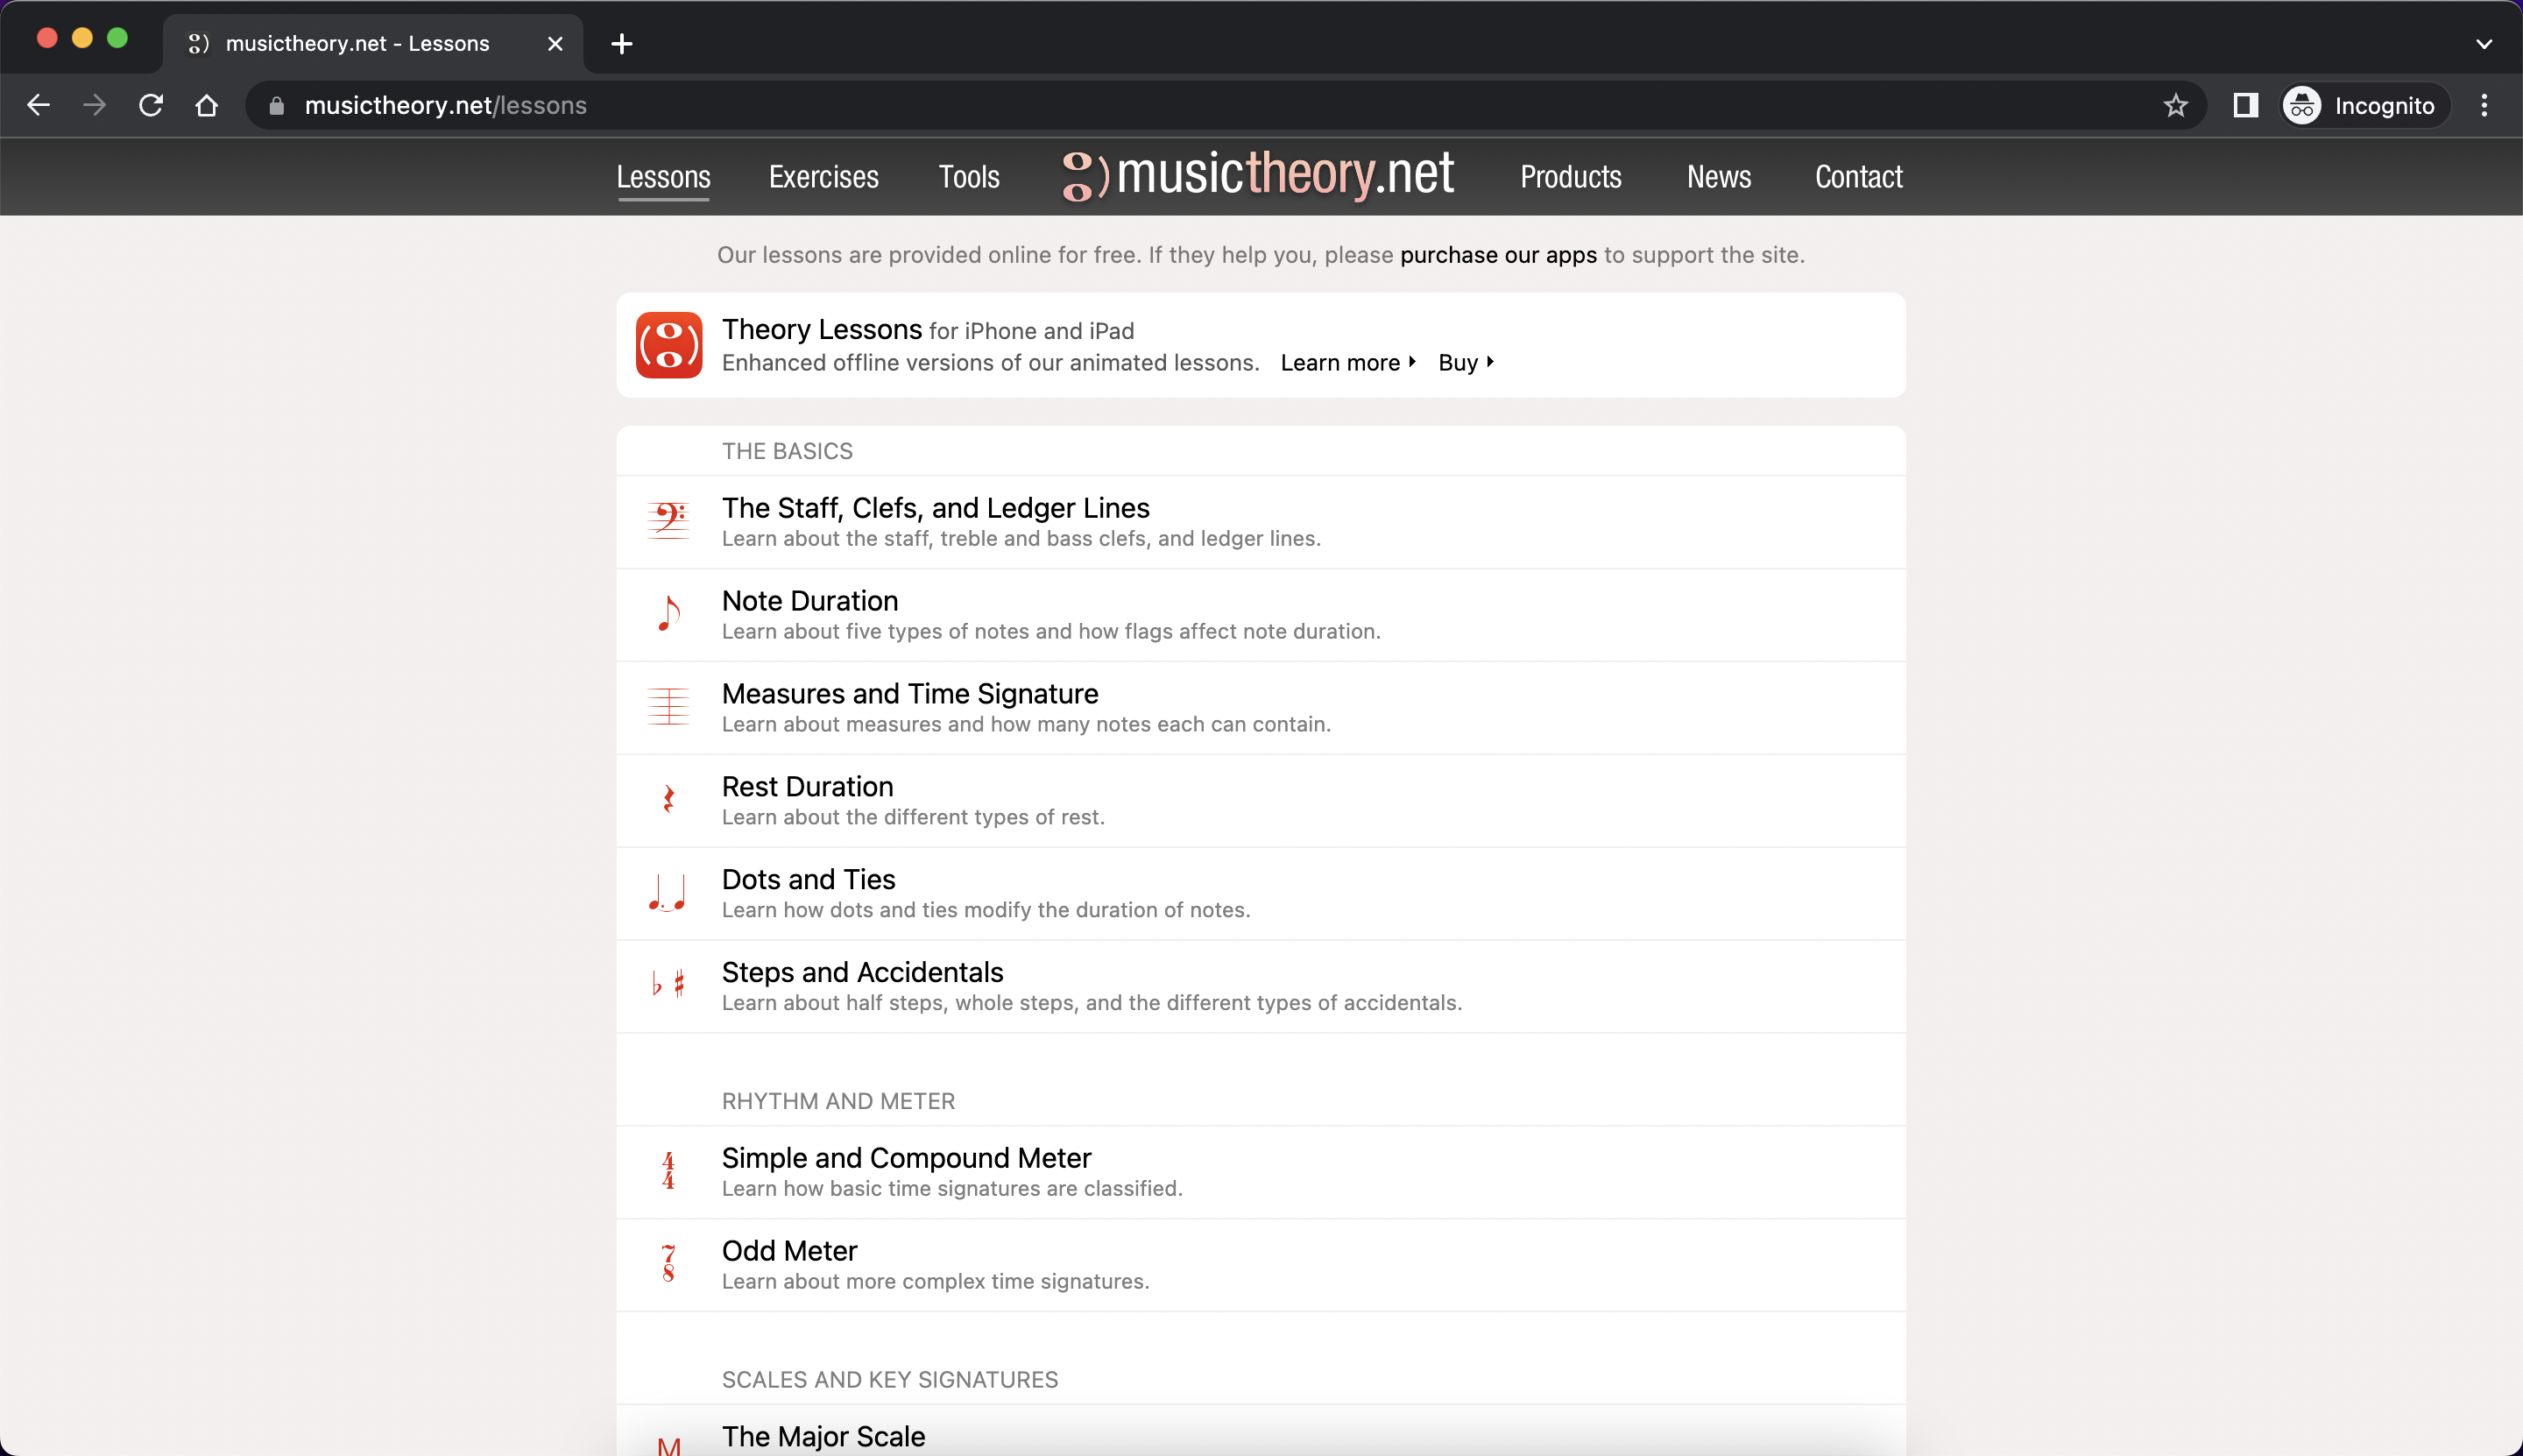 musictheory.net - Lessons
musictheory.net/lessons
Incognito
Lessons
Exercises
Tools
musictheory.net
Products
News
Contact
Our lessons are provided online for free. If they help you, please purchase our apps to support the site.
Theory Lessons for iPhone and iPad
Enhanced offline versions of our animated lessons. Learn more Buy
THE BASICS
The Staff, Clefs, and Ledger Lines
Learn about the staff, treble and bass clefs, and ledger lines.
Note Duration
Learn about five types of notes and how flags affect note duration.
Measures and Time Signature
Learn about measures and how many notes each can contain.
Rest Duration
Learn about the different types of rest.
Dots and Ties
Learn how dots and ties modify the duration of notes.
Steps and Accidentals
Learn about half steps, whole steps, and the different types of accidentals.
RHYTHM AND METER
4
4
Simple and Compound Meter
Learn how basic time signatures are classified.
7
8
Odd Meter
Learn about more complex time signatures.
SCALES AND KEY SIGNATURES
M
The Major Scale